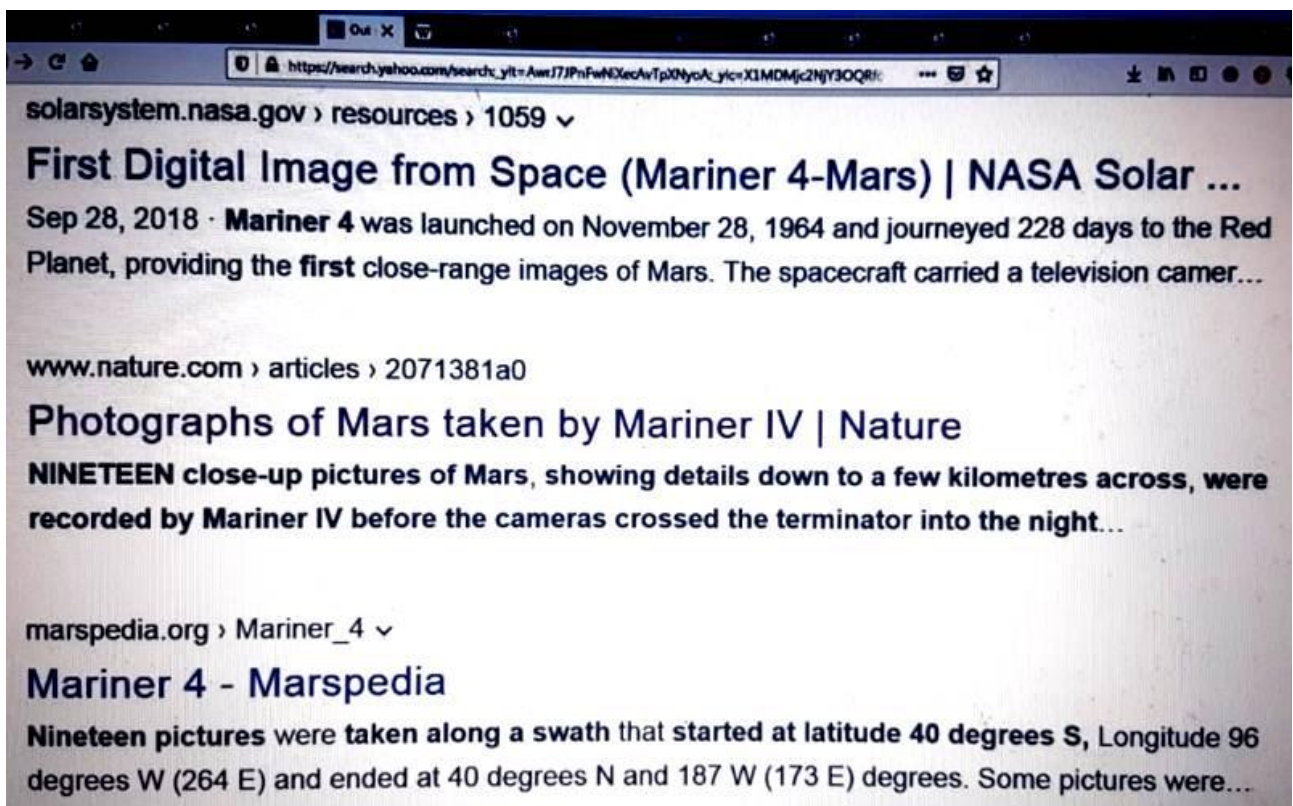 Out
solarsystem.nasa.gov › resources › 1059
First Digital Image from Space (Mariner 4-Mars) | NASA Solar ...
Sep 28, 2018 · Mariner 4 was launched on November 28, 1964 and journeyed 228 days to the Red
Planet, providing the first close-range images of Mars. The spacecraft carried a television camer...
www.nature.com › articles › 2071381a0
Photographs of Mars taken by Mariner IV | Nature
NINETEEN close-up pictures of Mars, showing details down to a few kilometres across, were
recorded by Mariner IV before the cameras crossed the terminator into the night...
marspedia.org › Mariner_4
Mariner 4 - Marspedia
Nineteen pictures were taken along a swath that started at latitude 40 degrees S, Longitude 96
degrees W (264 E) and ended at 40 degrees N and 187 W (173 E) degrees. Some pictures were...